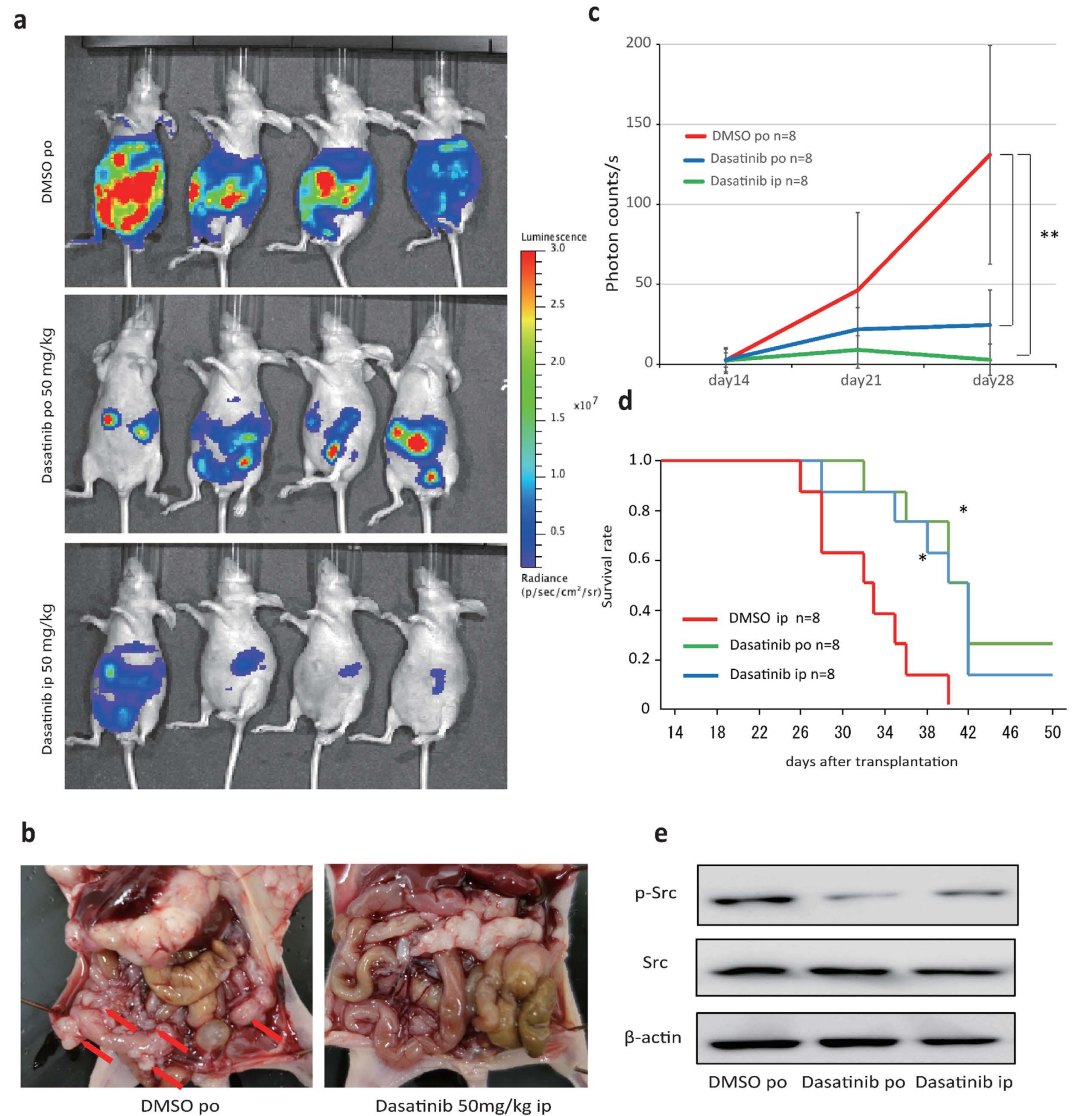 a
DMSO po
Dasatinib po 50 mg/kg
Dasatinib ip 50 mg/kg
Luminescence
3.0
2.5
2.0
x10⁷
1.5
1.0
0.5
Radiance
(p/sec/cm²/sr)
b
DMSO po
Dasatinib 50mg/kg ip
c
Photon counts/s
200
150
100
50
0
DMSO po n=8
Dasatinib po n=8
Dasatinib ip n=8
**
day14 day21 day28
d
Survival rate
1.0
0.8
0.6
0.4
0.2
0
*
*
DMSO ip n=8
Dasatinib po n=8
Dasatinib ip n=8
14 18 22 26 30 34 38 42 46 50
days after transplantation
e
p-Src
Src
β-actin
DMSO po Dasatinib po Dasatinib ip